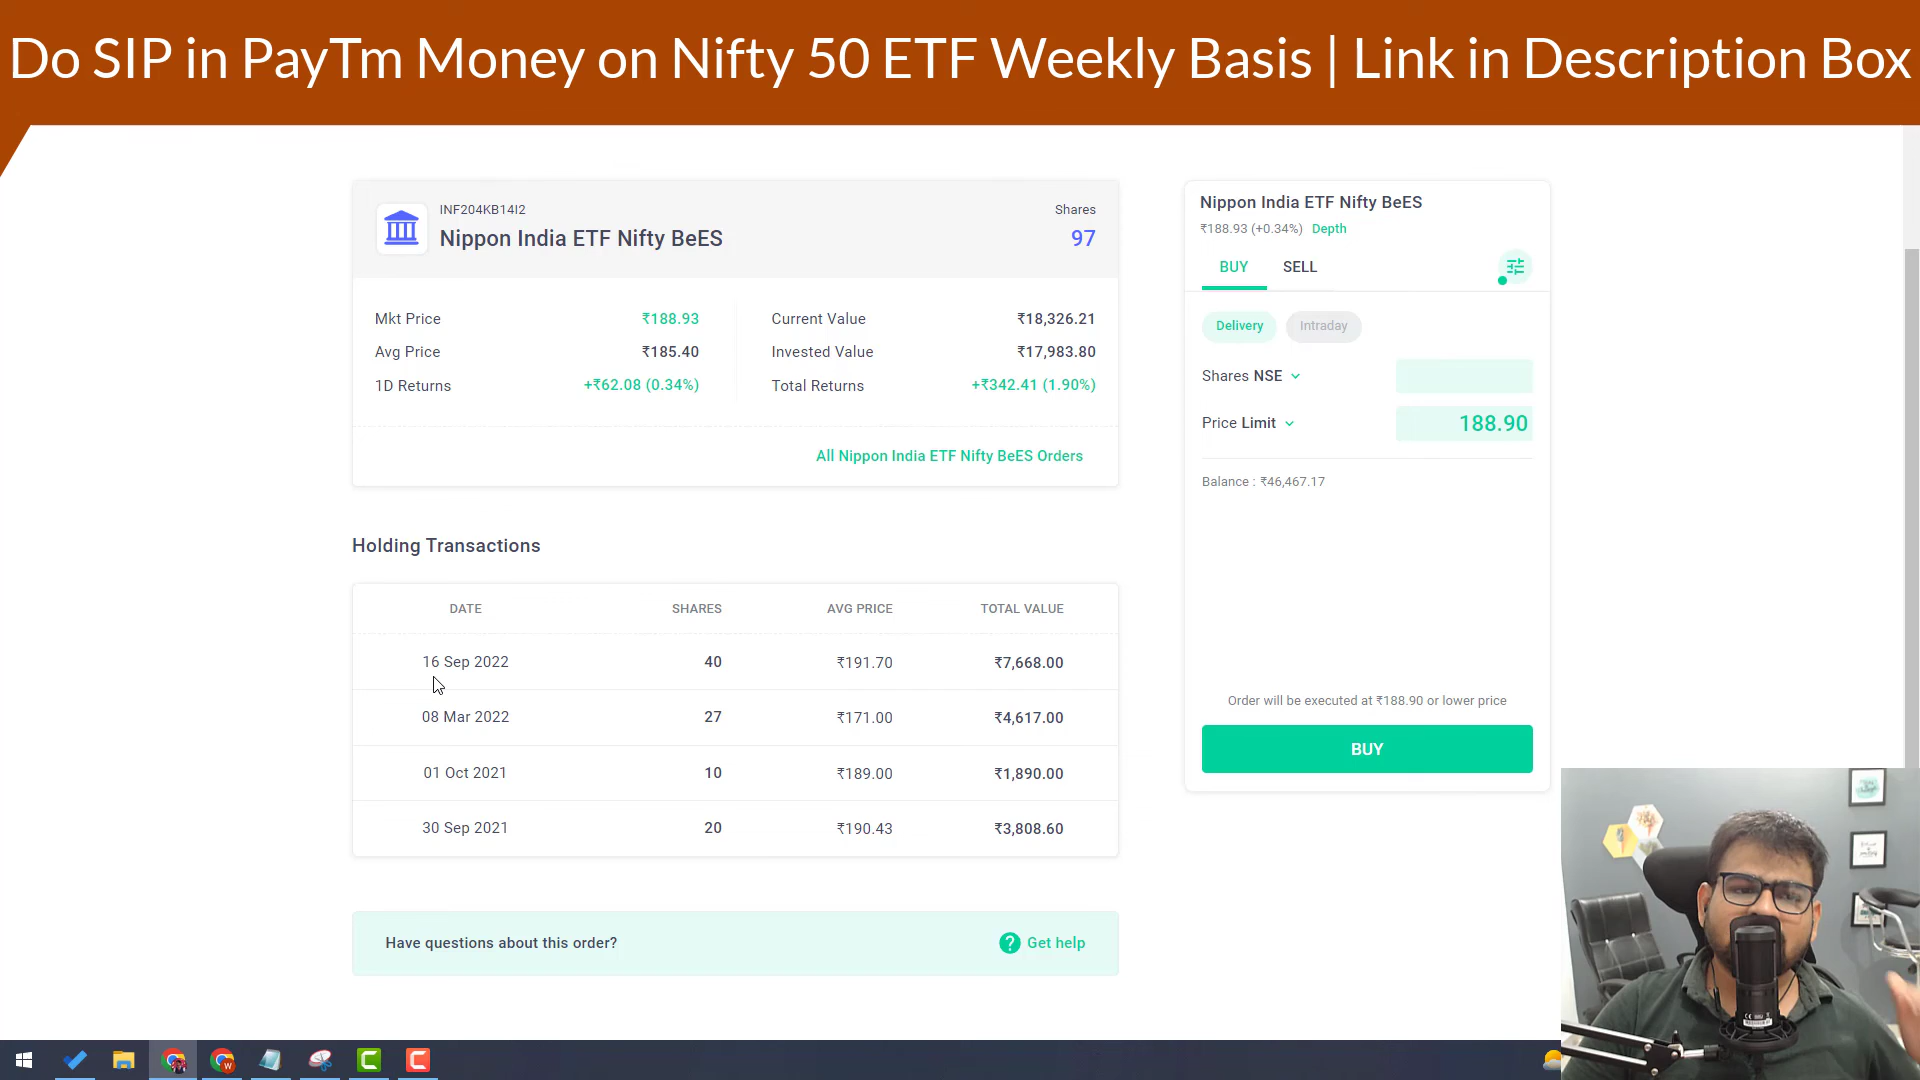 Do SIP in PayTm Money on Nifty 50 ETF Weekly Basis | Link in Description Box
INF204KB14I2
Nippon India ETF Nifty BeES
Shares
97
Mkt Price ₹188.93
Avg Price ₹185.40
1D Returns +₹62.08 (0.34%)
Current Value ₹18,326.21
Invested Value ₹17,983.80
Total Returns +₹342.41 (1.90%)
All Nippon India ETF Nifty BeES Orders
Holding Transactions
DATE SHARES AVG PRICE TOTAL VALUE
16 Sep 2022 40 ₹191.70 ₹7,668.00
08 Mar 2022 27 ₹171.00 ₹4,617.00
01 Oct 2021 10 ₹189.00 ₹1,890.00
30 Sep 2021 20 ₹190.43 ₹3,808.60
Have questions about this order?
? Get help
Nippon India ETF Nifty BeES
₹188.93 (+0.34%) Depth
BUY SELL
Delivery Intraday
Shares NSE
Price Limit 188.90
Balance : ₹46,467.17
Order will be executed at ₹188.90 or lower price
BUY